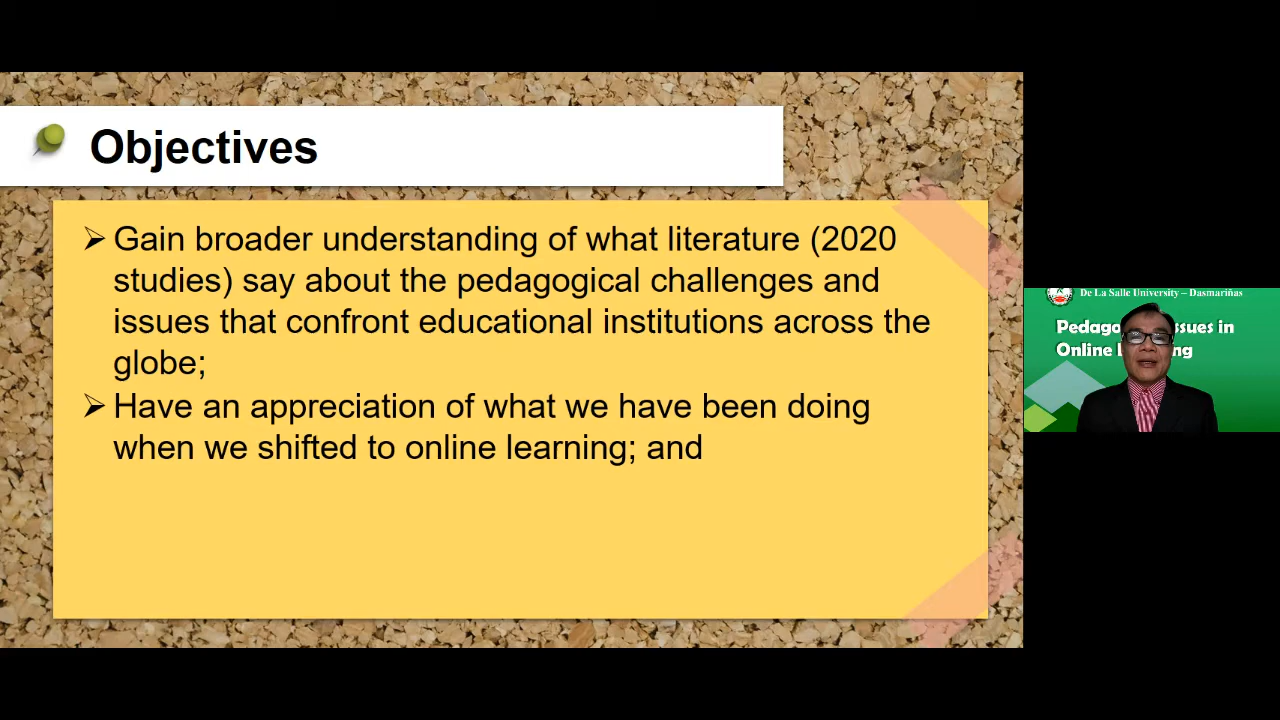 Objectives
➢ Gain broader understanding of what literature (2020
studies) say about the pedagogical challenges and
issues that confront educational institutions across the
globe;
➢ Have an appreciation of what we have been doing
when we shifted to online learning; and
De La Salle University – Dasmariñas
Pedago ssues in
Online L ng